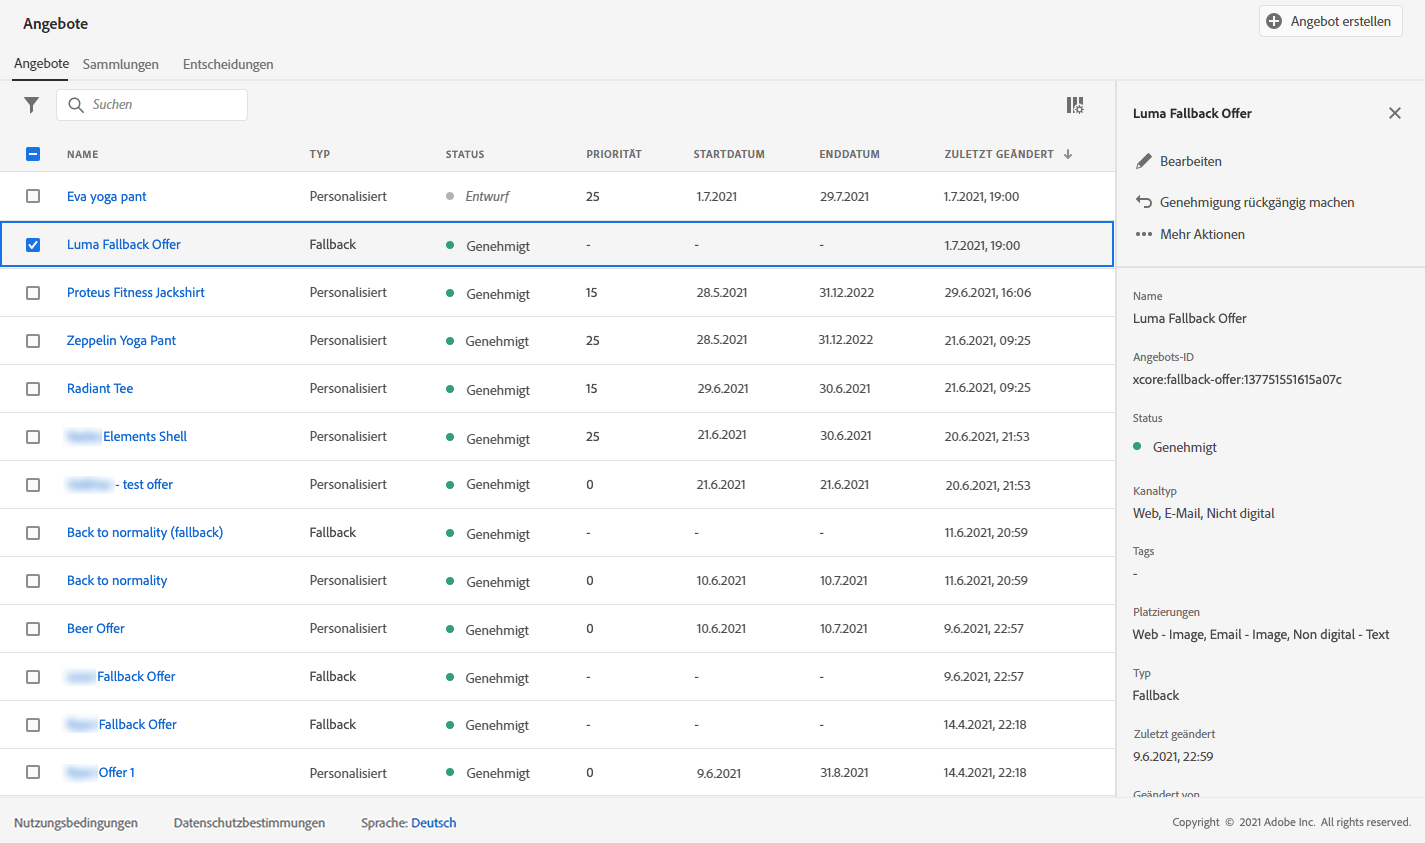 Angebote
Angebot erstellen
Angebote Sammlungen Entscheidungen
Suchen
NAME TYP STATUS PRIORITÄT STARTDATUM ENDDATUM ZULETZT GEÄNDERT
Eva yoga pant Personalisiert Entwurf 25 1.7.2021 29.7.2021 1.7.2021, 19:00
Luma Fallback Offer Fallback Genehmigt - - - 1.7.2021, 19:00
Proteus Fitness Jackshirt Personalisiert Genehmigt 15 28.5.2021 31.12.2022 29.6.2021, 16:06
Zeppelin Yoga Pant Personalisiert Genehmigt 25 28.5.2021 31.12.2022 21.6.2021, 09:25
Radiant Tee Personalisiert Genehmigt 15 29.6.2021 30.6.2021 21.6.2021, 09:25
Elements Shell Personalisiert Genehmigt 25 21.6.2021 30.6.2021 20.6.2021, 21:53
- test offer Personalisiert Genehmigt 0 21.6.2021 21.6.2021 20.6.2021, 21:53
Back to normality (fallback) Fallback Genehmigt - - - 11.6.2021, 20:59
Back to normality Personalisiert Genehmigt 0 10.6.2021 10.7.2021 11.6.2021, 20:59
Beer Offer Personalisiert Genehmigt 0 10.6.2021 10.7.2021 9.6.2021, 22:57
Fallback Offer Fallback Genehmigt - - - 9.6.2021, 22:57
Fallback Offer Fallback Genehmigt - - - 14.4.2021, 22:18
Offer 1 Personalisiert Genehmigt 0 9.6.2021 31.8.2021 14.4.2021, 22:18
Luma Fallback Offer
Bearbeiten
Genehmigung rückgängig machen
Mehr Aktionen
Name
Luma Fallback Offer
Angebots-ID
xcore:fallback-offer:137751551615a07c
Status
Genehmigt
Kanaltyp
Web, E-Mail, Nicht digital
Tags
-
Platzierungen
Web - Image, Email - Image, Non digital - Text
Typ
Fallback
Zuletzt geändert
9.6.2021, 22:59
Geändert von
Nutzungsbedingungen Datenschutzbestimmungen Sprache: Deutsch
Copyright © 2021 Adobe Inc. All rights reserved.